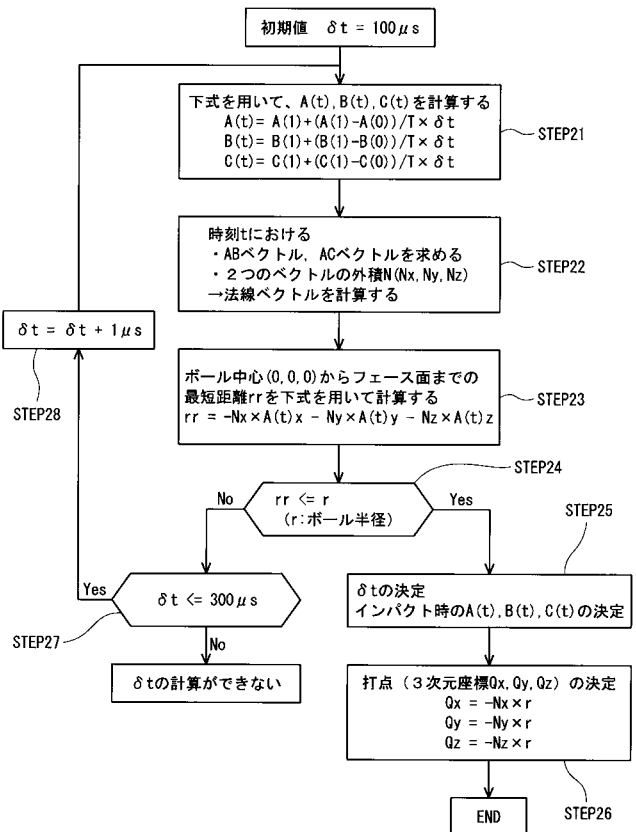 初期値 δt = 100μs
下式を用いて、A(t),B(t),C(t)を計算する
A(t)= A(1)+(A(1)-A(0))/T×δt
B(t)= B(1)+(B(1)-B(0))/T×δt
C(t)= C(1)+(C(1)-C(0))/T×δt
STEP21
時刻tにおける
・ABベクトル, ACベクトルを求める
・2つのベクトルの外積N(Nx,Ny,Nz)
→法線ベクトルを計算する
STEP22
δt = δt + 1μs
STEP28
ボール中心(0,0,0)からフェース面までの
最短距離rrを下式を用いて計算する
rr = -Nx×A(t)x - Ny×A(t)y - Nz×A(t)z
STEP23
STEP24
No
rr <= r
(r:ボール半径)
Yes
STEP25
Yes
δt <= 300μs
STEP27
No
δtの計算ができない
δtの決定
インパクト時のA(t),B(t),C(t)の決定
打点(3次元座標Qx,Qy,Qz)の決定
Qx = -Nx×r
Qy = -Ny×r
Qz = -Nz×r
STEP26
END